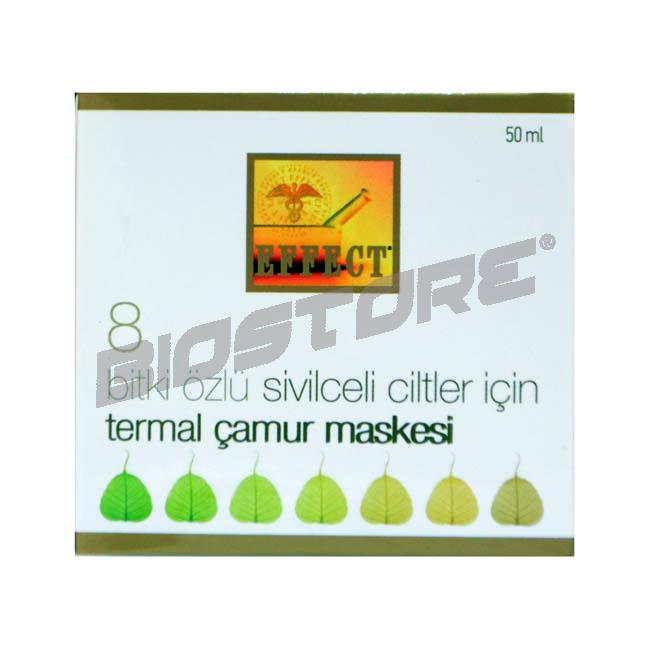 50 ml
EFFECT
BIOSTORE®
8
bitki özlü sivilceli ciltler için
termal çamur maskesi